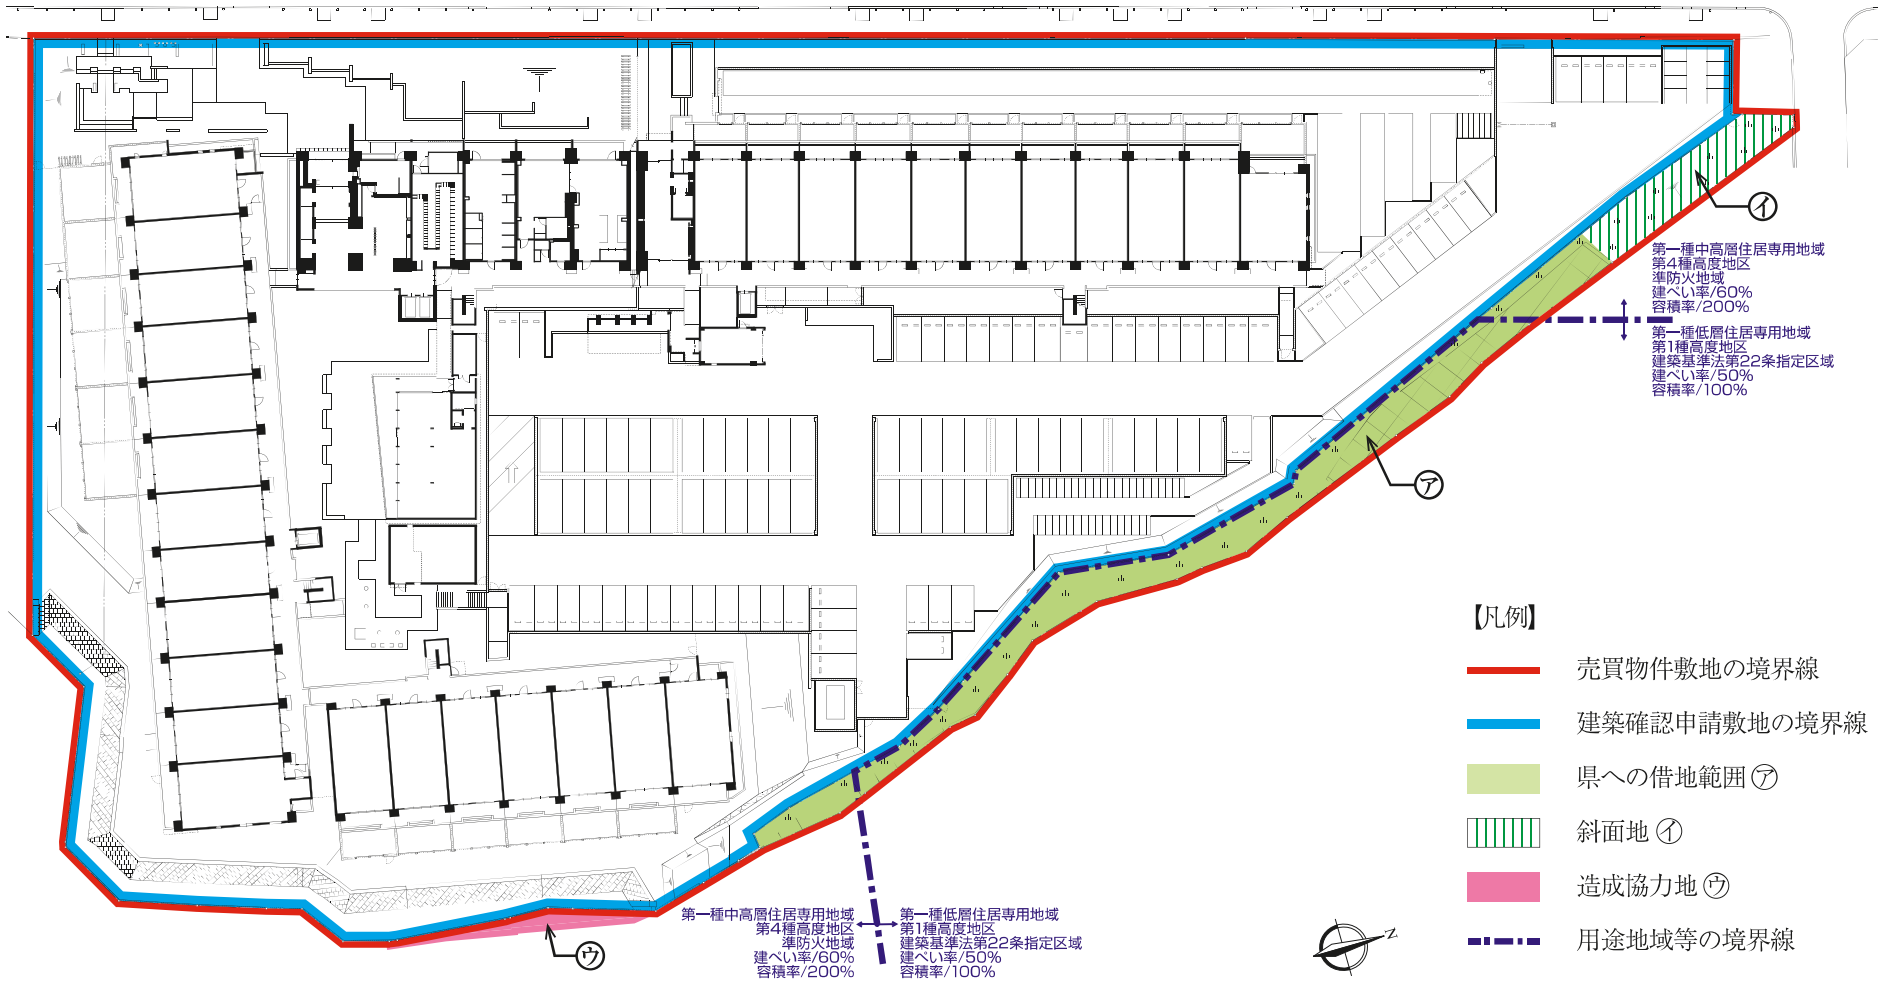 ㋑
第一種中高層住居専用地域
第4種高度地区
準防火地域
建ぺい率/60%
容積率/200%
第一種低層住居専用地域
第1種高度地区
建築基準法第22条指定区域
建ぺい率/50%
容積率/100%
㋐
【凡例】
売買物件敷地の境界線
建築確認申請敷地の境界線
県への借地範囲㋐
斜面地㋑
造成協力地㋒
用途地域等の境界線
第一種中高層住居専用地域
第4種高度地区
準防火地域
建ぺい率/60%
容積率/200%
第一種低層住居専用地域
第1種高度地区
建築基準法第22条指定区域
建ぺい率/50%
容積率/100%
㋒
N